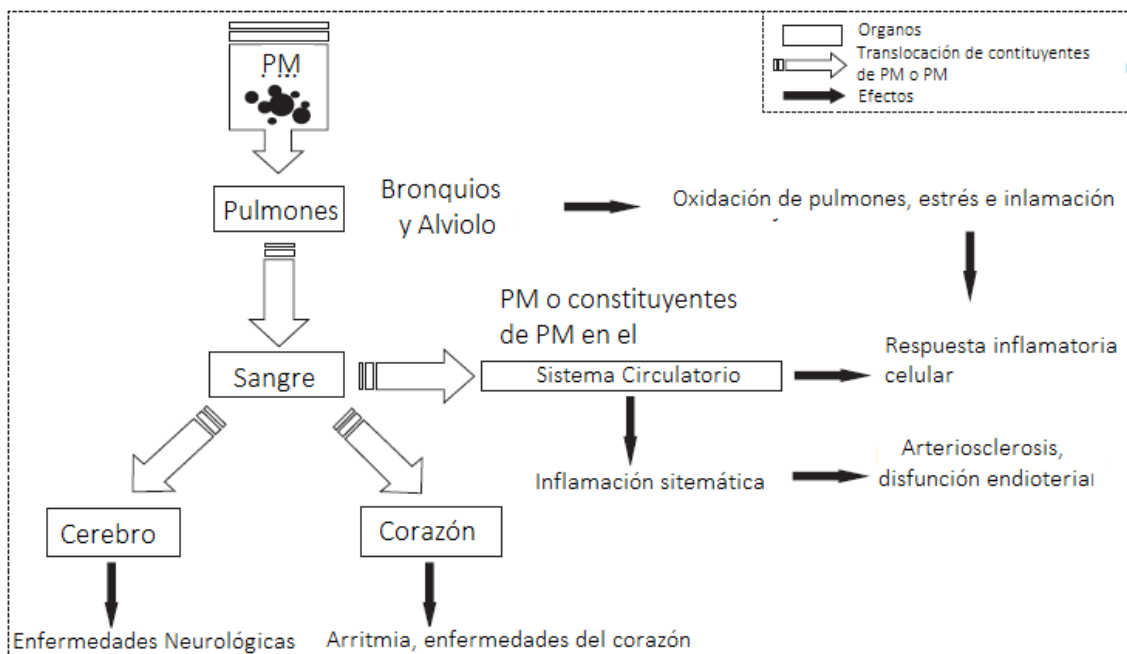 Organos
Translocación de contituyentes
de PM o PM
Efectos
PM
Pulmones
Bronquios
y Alviolo
Oxidación de pulmones, estrés e inlamación
PM o constituyentes
de PM en el
Sangre
Sistema Circulatorio
Respuesta inflamatoria
celular
Inflamación sitemática
Arteriosclerosis,
disfunción endioterial
Cerebro
Corazón
Enfermedades Neurológicas
Arritmia, enfermedades del corazón